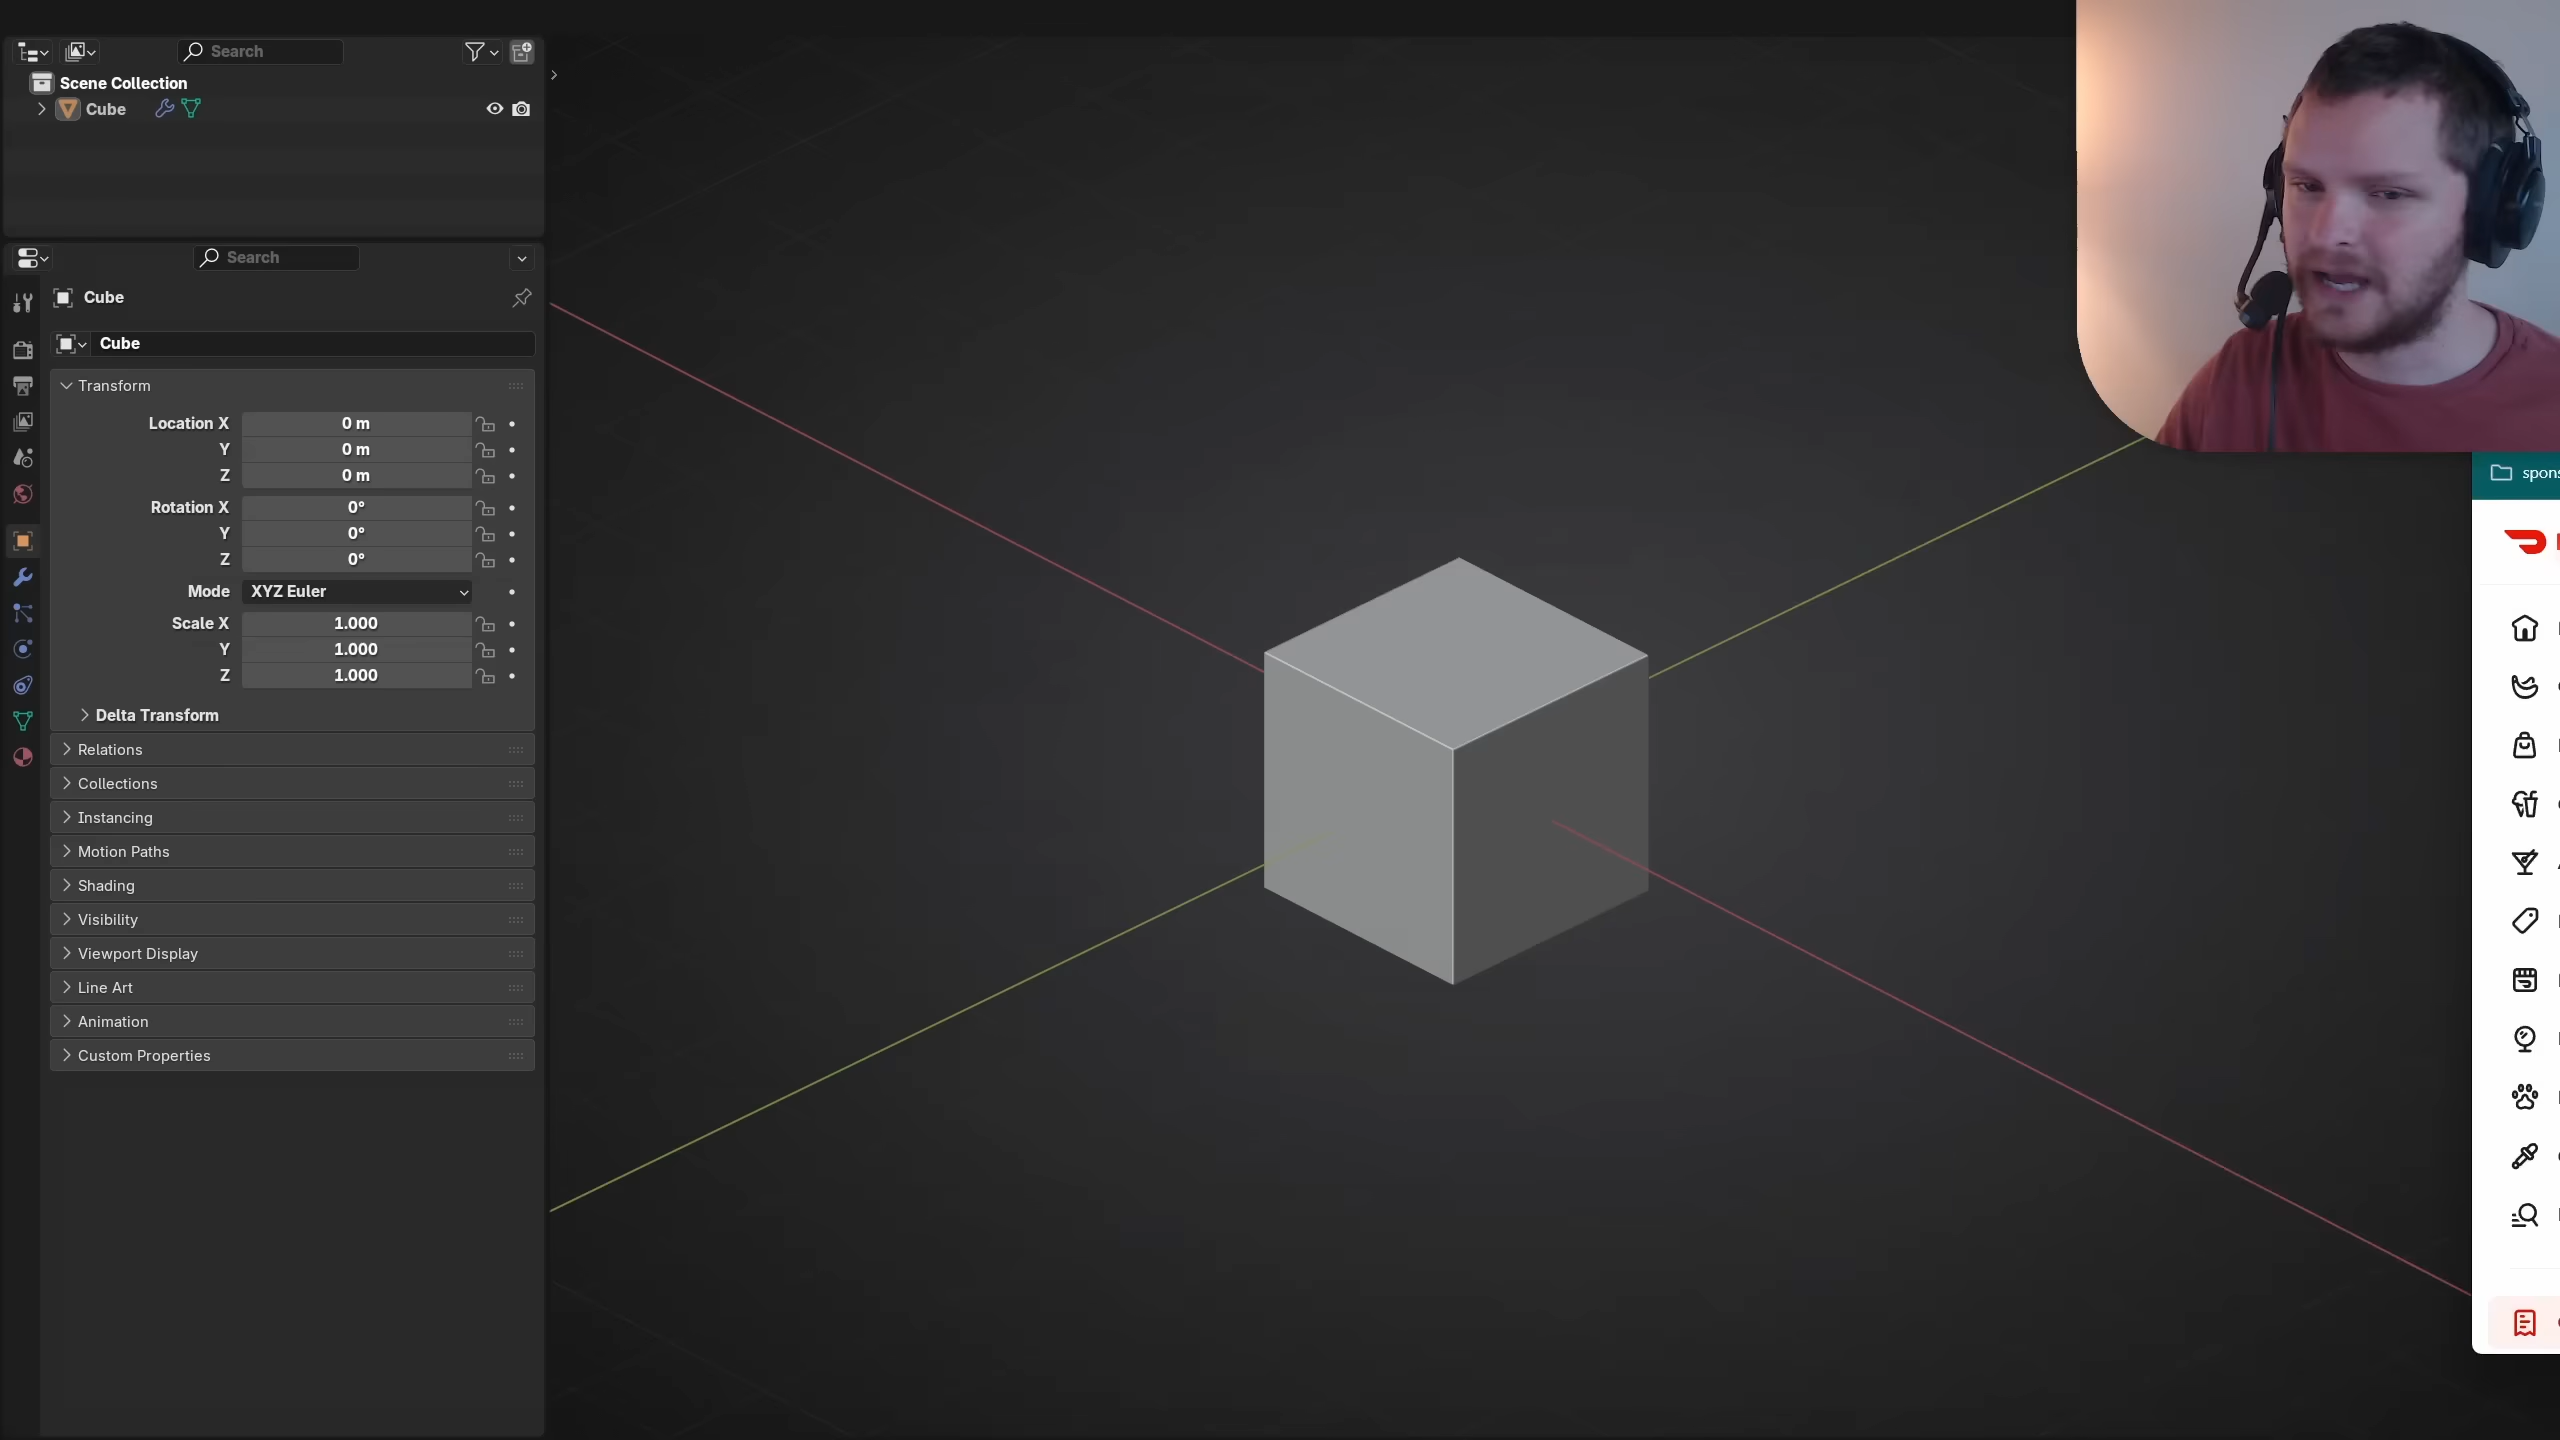 Search
Scene Collection
Cube
Search
Cube
Cube
Transform
Location X 0 m
Y 0 m
Z 0 m
Rotation X 0°
Y 0°
Z 0°
Mode XYZ Euler
Scale X 1.000
Y 1.000
Z 1.000
Delta Transform
Relations
Collections
Instancing
Motion Paths
Shading
Visibility
Viewport Display
Line Art
Animation
Custom Properties